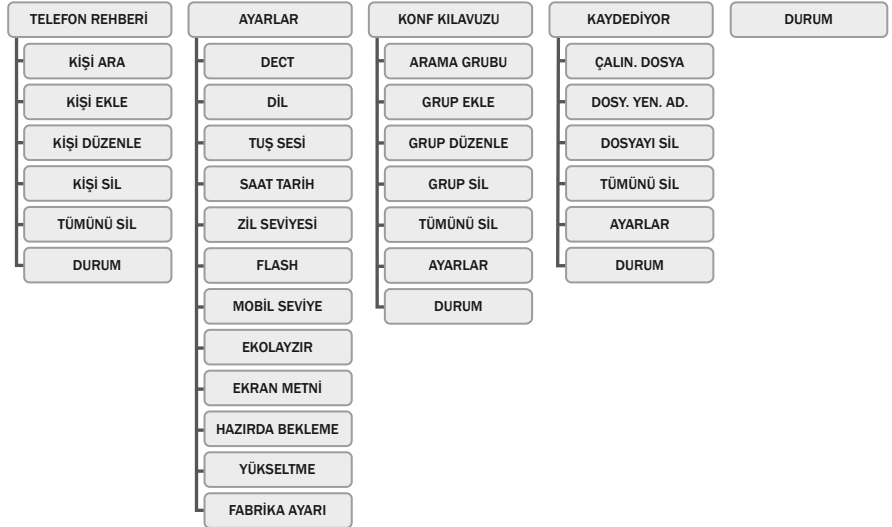 TELEFON REHBERİ
KİŞİ ARA
KİŞİ EKLE
KİŞİ DÜZENLE
KİŞİ SİL
TÜMÜNÜ SİL
DURUM
AYARLAR
DECT
DİL
TUŞ SESİ
SAAT TARİH
ZİL SEVİYESİ
FLASH
MOBİL SEVİYE
EKOLAYZIR
EKRAN METNİ
HAZIRDA BEKLEME
YÜKSELTME
FABRİKA AYARI
KONF KILAVUZU
ARAMA GRUBU
GRUP EKLE
GRUP DÜZENLE
GRUP SİL
TÜMÜNÜ SİL
AYARLAR
DURUM
KAYDEDİYOR
ÇALIN. DOSYA
DOSY. YEN. AD.
DOSYAYI SİL
TÜMÜNÜ SİL
AYARLAR
DURUM
DURUM